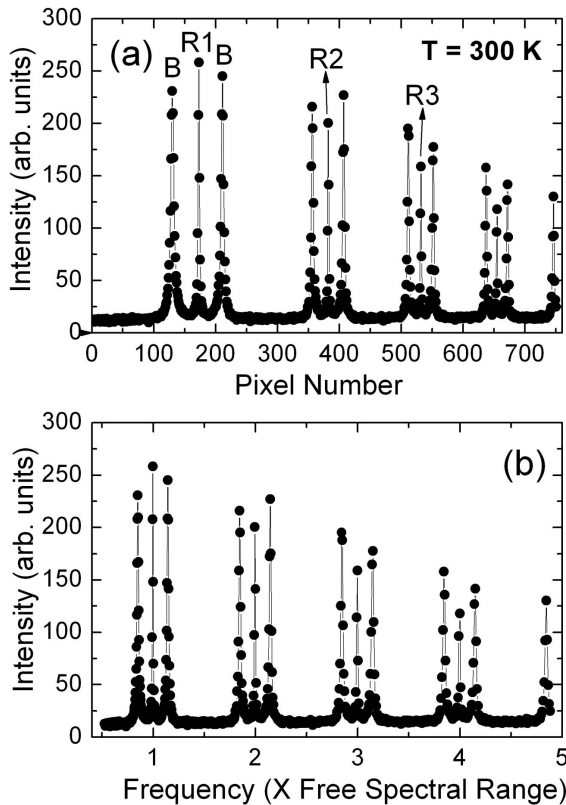 300
250
200
150
100
50
0
Intensity (arb. units)
(a)
B
R1
B
R2
R3
T = 300 K
0 100 200 300 400 500 600 700
Pixel Number
300
250
200
150
100
50
0
Intensity (arb. units)
(b)
1 2 3 4 5
Frequency (X Free Spectral Range)